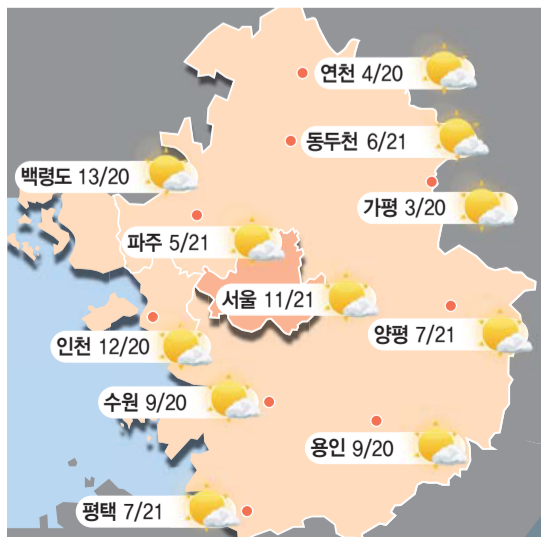 연천 4/20
동두천 6/21
백령도 13/20
가평 3/20
파주 5/21
서울 11/21
인천 12/20
양평 7/21
수원 9/20
용인 9/20
평택 7/21